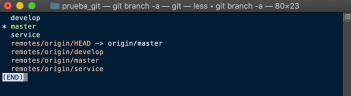 prueba_git — git branch -a — git — less ◂ git branch -a — 80×23
develop
* master
service
remotes/origin/HEAD -> origin/master
remotes/origin/develop
remotes/origin/master
remotes/origin/service
(END)